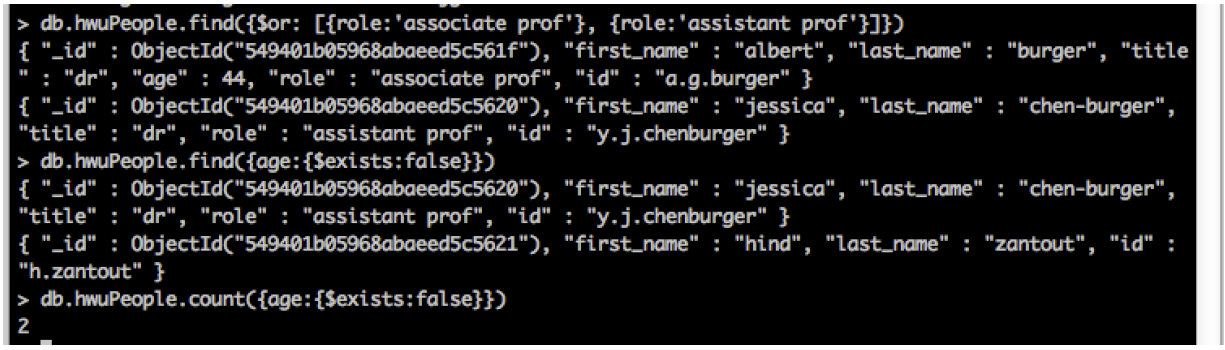 > db.hwuPeople.find({$or: [{role:'associate prof'}, {role:'assistant prof'}]})
{ "_id" : ObjectId("549401b05968abaeed5c561f"), "first_name" : "albert", "last_name" : "burger", "title
" : "dr", "age" : 44, "role" : "associate prof", "id" : "a.g.burger" }
{ "_id" : ObjectId("549401b05968abaeed5c5620"), "first_name" : "jessica", "last_name" : "chen-burger",
"title" : "dr", "role" : "assistant prof", "id" : "y.j.chenburger" }
> db.hwuPeople.find({age:{$exists:false}})
{ "_id" : ObjectId("549401b05968abaeed5c5620"), "first_name" : "jessica", "last_name" : "chen-burger",
"title" : "dr", "role" : "assistant prof", "id" : "y.j.chenburger" }
{ "_id" : ObjectId("549401b05968abaeed5c5621"), "first_name" : "hind", "last_name" : "zantout", "id" :
"h.zantout" }
> db.hwuPeople.count({age:{$exists:false}})
2